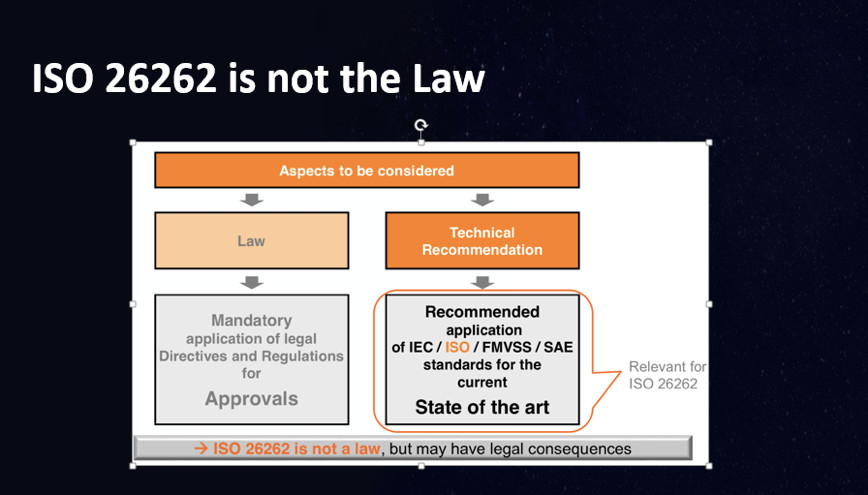 ISO 26262 is not the Law
Aspects to be considered
Law
Technical
Recommendation
Mandatory
application of legal
Directives and Regulations
for
Approvals
Recommended
application
of IEC / ISO / FMVSS / SAE
standards for the
current
State of the art
Relevant for
ISO 26262
→ ISO 26262 is not a law, but may have legal consequences